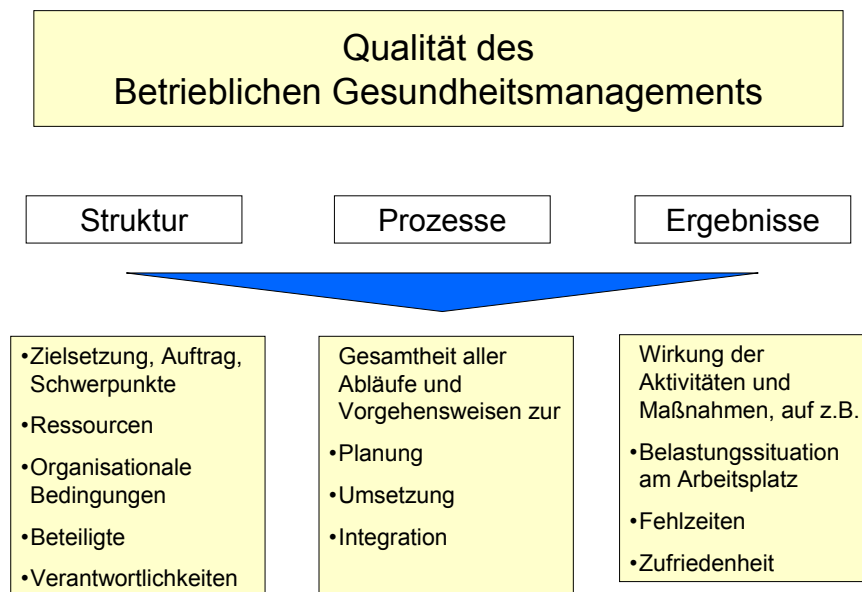 Qualität des
Betrieblichen Gesundheitsmanagements
Struktur
Prozesse
Ergebnisse
•Zielsetzung, Auftrag,
Schwerpunkte
•Ressourcen
•Organisationale
Bedingungen
•Beteiligte
•Verantwortlichkeiten
Gesamtheit aller
Abläufe und
Vorgehensweisen zur
•Planung
•Umsetzung
•Integration
Wirkung der
Aktivitäten und
Maßnahmen, auf z.B.
•Belastungssituation
am Arbeitsplatz
•Fehlzeiten
•Zufriedenheit